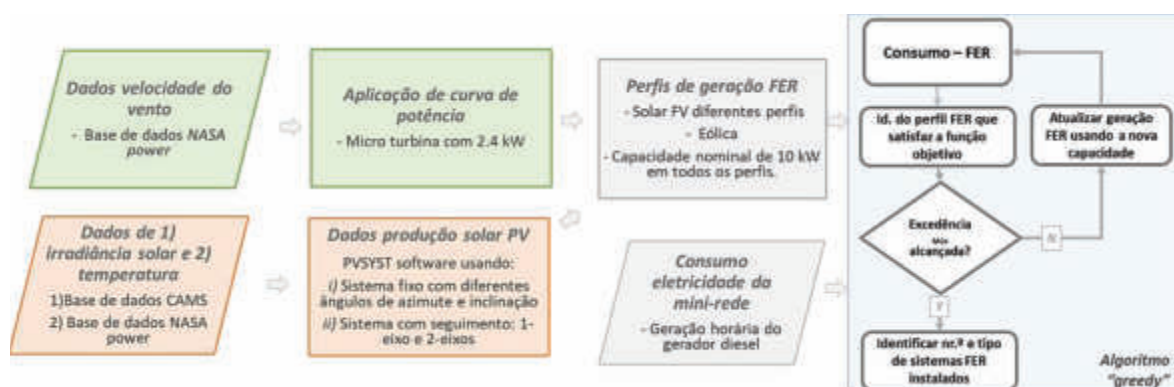 Dados velocidade do
vento
- Base de dados NASA
power
Aplicação de curva de
potência
- Micro turbina com 2.4 kW
Perfis de geração FER
- Solar FV diferentes perfis
- Eólica
- Capacidade nominal de 10 kW
em todos os perfis.
Dados de 1)
irradiância solar e 2)
temperatura
1)Base de dados CAMS
2) Base de dados NASA
power
Dados produção solar PV
PVSYST software usando:
i) Sistema fixo com diferentes
ângulos de azimute e inclinação
ii) Sistema com seguimento: 1-
eixo e 2-eixos
Consumo
eletricidade da
mini-rede
- Geração horária do
gerador diesel
Consumo – FER
Id. do perfil FER que
satisfaz a função
objetivo
Atualizar geração
FER usando a nova
capacidade
Excedência
Máx
alcançada?
N
Y
Identificar nr.º e tipo
de sistemas FER
instalados
Algoritmo
"greedy"